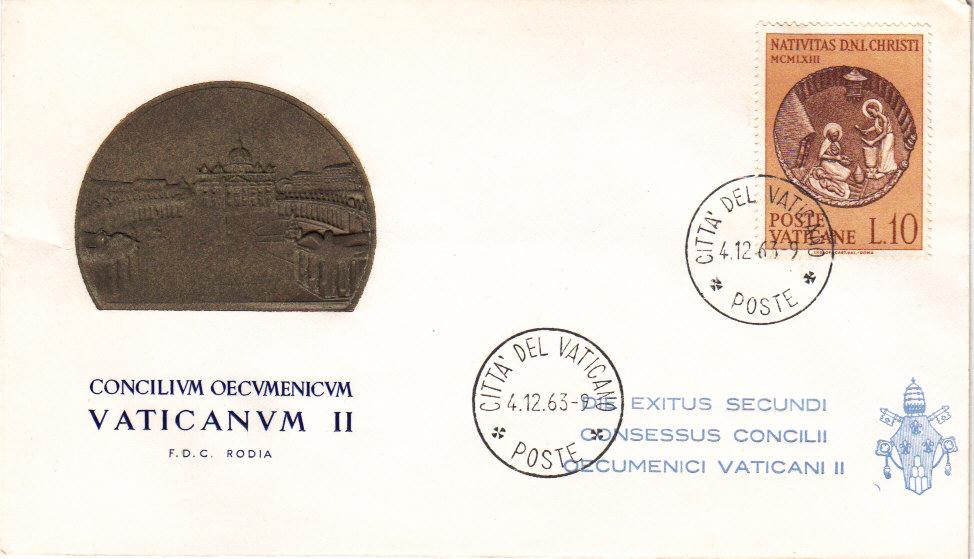 NATIVITAS D.N.I. CHRISTI
MCMLXIII
POSTE
VATICANE L.10
CITTA' DEL VATICANO
4.12.63-9
POSTE
CONCILIVM OECVMENICVM
VATICANVM II
F.D.C. RODIA
CITTA' DEL VATICANO
4.12.63-9
POSTE
DIE EXITUS SECUNDI
CONSESSUS CONCILII
OECUMENICI VATICANI II